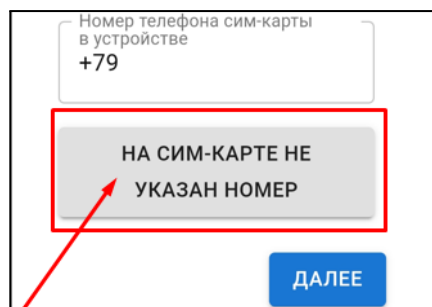 Номер телефона сим-карты
в устройстве
+79
НА СИМ-КАРТЕ НЕ
УКАЗАН НОМЕР
ДАЛЕЕ